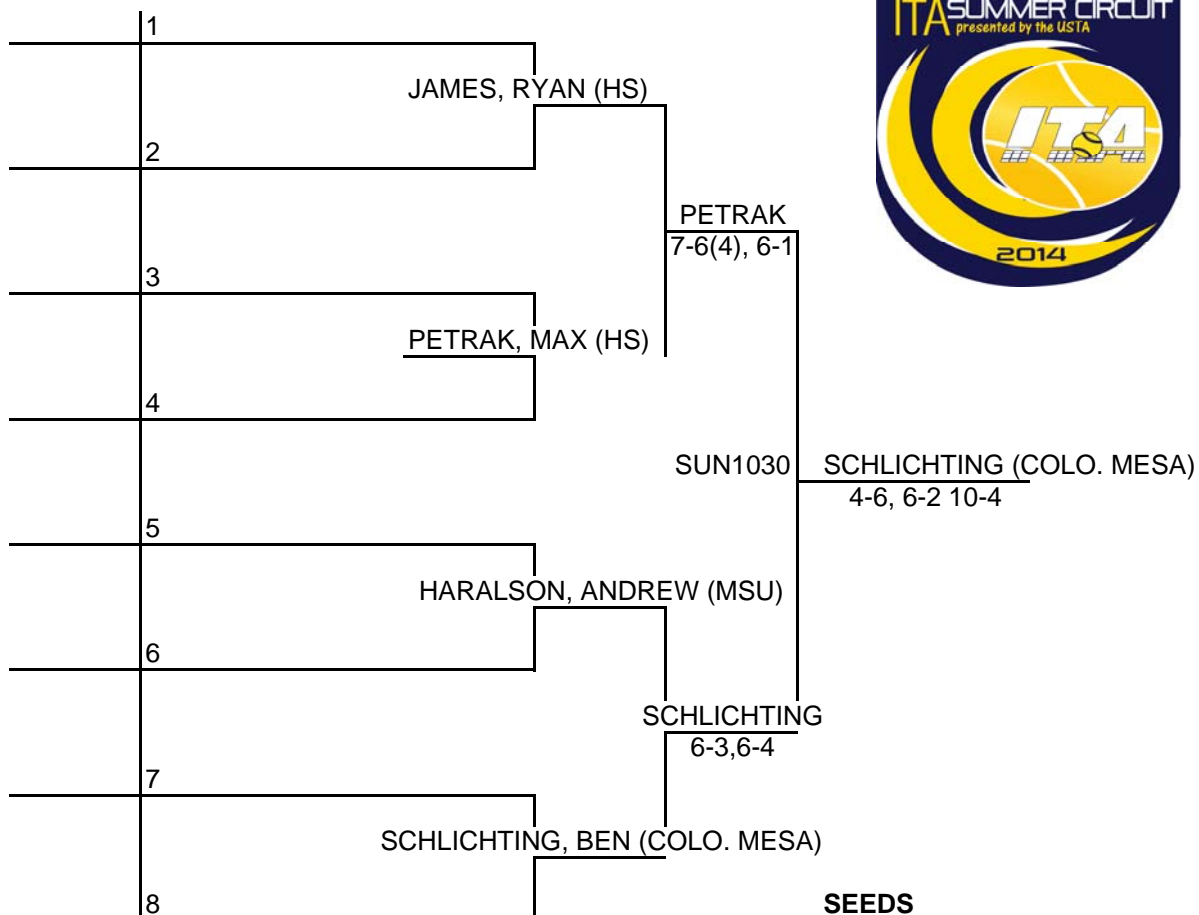 ITA SUMMER CIRCUIT
presented by the USTA
ITA
2014
1
JAMES, RYAN (HS)
2
PETRAK
7-6(4), 6-1
3
PETRAK, MAX (HS)
4
SUN1030 SCHLICHTING (COLO. MESA)
4-6, 6-2 10-4
5
HARALSON, ANDREW (MSU)
6
SCHLICHTING
6-3,6-4
7
SCHLICHTING, BEN (COLO. MESA)
8
SEEDS